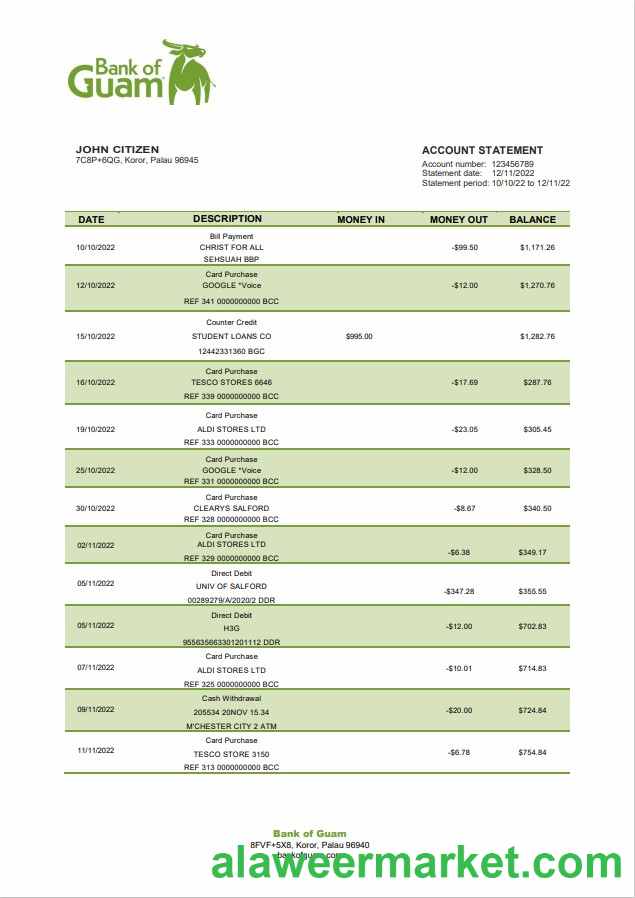 Bank of
Guam
JOHN CITIZEN
7C8P+6QG, Koror, Palau 96945
ACCOUNT STATEMENT
Account number: 123456789
Statement date: 12/11/2022
Statement period: 10/10/22 to 12/11/22
DATE DESCRIPTION MONEY IN MONEY OUT BALANCE
Bill Payment
10/10/2022 CHRIST FOR ALL -$99.50 $1,171.26
SEHSUAH BBP
Card Purchase
12/10/2022 GOOGLE *Voice -$12.00 $1,270.76
REF 341 0000000000 BCC
Counter Credit
15/10/2022 STUDENT LOANS CO $995.00 $1,282.76
12442331360 BGC
Card Purchase
16/10/2022 TESCO STORES 6646 -$17.69 $287.76
REF 339 0000000000 BCC
Card Purchase
19/10/2022 ALDI STORES LTD -$23.05 $305.45
REF 333 0000000000 BCC
Card Purchase
25/10/2022 GOOGLE *Voice -$12.00 $328.50
REF 331 0000000000 BCC
Card Purchase
30/10/2022 CLEARYS SALFORD -$8.67 $340.50
REF 328 0000000000 BCC
Card Purchase
02/11/2022 ALDI STORES LTD -$6.38 $349.17
REF 329 0000000000 BCC
Direct Debit
05/11/2022 UNIV OF SALFORD -$347.28 $355.55
00289279/A/2020/2 DDR
Direct Debit
05/11/2022 H3G -$12.00 $702.83
955635663301201112 DDR
Card Purchase
07/11/2022 ALDI STORES LTD -$10.01 $714.83
REF 325 0000000000 BCC
Cash Withdrawal
09/11/2022 205534 20NOV 15.34 -$20.00 $724.84
M'CHESTER CITY 2 ATM
Card Purchase
11/11/2022 TESCO STORE 3150 -$6.78 $754.84
REF 313 0000000000 BCC
Bank of Guam
8FVF+5X8, Koror, Palau 96940
bankofguam.com
alaweermarket.com